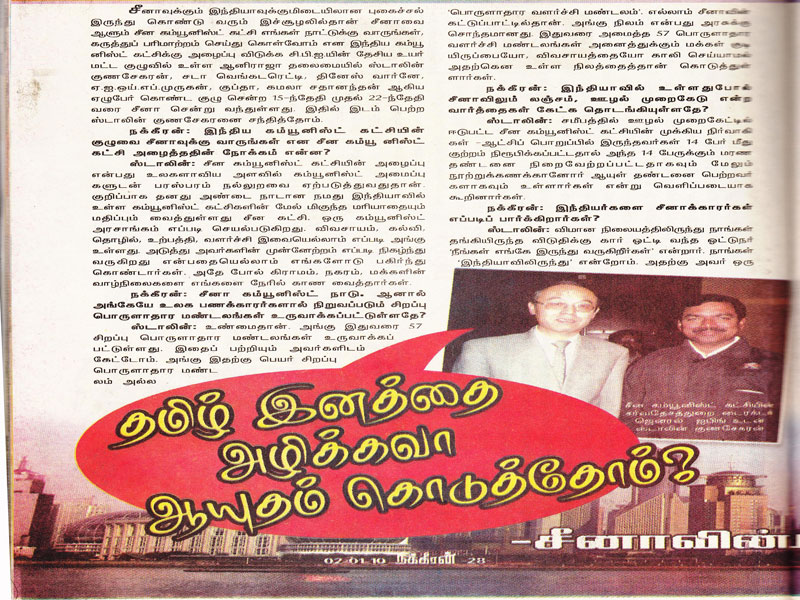 சீனாவுக்கும் இந்தியாவுக்குமிடையிலான புகைச்சல்
இருந்து கொண்டு வரும் இச்சூழலில்தான் சீனாவை
ஆளும் சீன கம்யூனிஸ்ட் கட்சி எங்கள் நாட்டுக்கு வாருங்கள்,
கருத்துப் பரிமாற்றம் செய்து கொள்வோம் என இந்திய கம்யூ
னிஸ்ட் கட்சிக்கு அழைப்பு விடுக்க சி.பி.ஐ.யின் தேசிய உயர்
மட்ட குழுவில் உள்ள ஆனிராஜா தலைமையில் ஸ்டாலின்
குணசேகரன், சடா வெங்கடரெட்டி, தினேஸ் வார்னே,
ஏ.ஐ.ஒய்.எப்.முருகன், குப்தா, கமலா சதானந்தன் ஆகிய
ஏழுபேர் கொண்ட குழு சென்ற 15-ந்தேதி முதல் 22-ந்தேதி
வரை சீனா சென்று வந்துள்ளது. இதில் இடம் பெற்ற
ஸ்டாலின் குணசேகரனை சந்தித்தோம்.
நக்கீரன்: இந்திய கம்யூனிஸ்ட் கட்சியின்
குழுவை சீனாவுக்கு வாருங்கள் என சீன கம்யூ னிஸ்ட்
கட்சி அழைத்ததின் நோக்கம் என்ன?
ஸ்டாலின்: சீன கம்யூனிஸ்ட் கட்சியின் அழைப்பு
என்பது உலகளாவிய அளவில் கம்யூனிஸ்ட் அமைப்பு
களுடன் பரஸ்பரம் நல்லுறவை ஏற்படுத்துவதுதான்.
குறிப்பாக தனது அண்டை நாடான நமது இந்தியாவில்
உள்ள கம்யூனிஸ்ட் கட்சிகளின் மேல் மிகுந்த மரியாதையும்
மதிப்பும் வைத்துள்ளது சீன கட்சி. ஒரு கம்யூனிஸ்ட்
அரசாங்கம் எப்படி செயல்படுகிறது. விவசாயம், கல்வி,
தொழில், உற்பத்தி, வளர்ச்சி இவையெல்லாம் எப்படி அங்கு
உள்ளது. அடுத்து அவர்களின் முன்னேற்றம் எப்படி நிகழ்ந்து
வருகிறது என்பதையெல்லாம் எங்களோடு பகிர்ந்து
கொண்டார்கள். அதே போல் கிராமம், நகரம், மக்களின்
வாழ்நிலைகளை எங்களை நேரில் காண வைத்தார்கள்.
நக்கீரன்: சீனா கம்யூனிஸ்ட் நாடு. ஆனால்
அங்கேயே உலக பணக்காரர்களால் நிறுவப்படும் சிறப்பு
பொருளாதார மண்டலங்கள் உருவாக்கப்பட்டுள்ளதே?
ஸ்டாலின்: உண்மைதான். அங்கு இதுவரை 57
சிறப்பு பொருளாதார மண்டலங்கள் உருவாக்கப்
பட்டுள்ளது. இதைப் பற்றியும் அவர்களிடம்
கேட்டோம். அங்கு இதற்கு பெயர் சிறப்பு
பொருளாதார மண்ட
லம் அல்ல
'பொருளாதார வளர்ச்சி மண்டலம்'. எல்லாம் சீனாவின்
கட்டுப்பாட்டில்தான். அங்கு நிலம் என்பது அரசுக்கு
சொந்தமானது. இதுவரை அமைத்த 57 பொருளாதார
வளர்ச்சி மண்டலங்கள் அனைத்துக்கும் மக்கள் குடி
யிருப்பையோ, விவசாயத்தையோ காலி செய்யாமல்
அதற்கென உள்ள நிலத்தைத்தான் கொடுத்துள்
ளார்கள்.
நக்கீரன்: இந்தியாவில் உள்ளதுபோல்
சீனாவிலும் லஞ்சம், ஊழல் முறைகேடு என்ற
வார்த்தைகள் கேட்க தொடங்கியுள்ளதே?
ஸ்டாலின்: சமீபத்தில் ஊழல் முறைகேட்டில்
ஈடுபட்ட சீன கம்யூனிஸ்ட் கட்சியின் முக்கிய நிர்வாகி
கள் -ஆட்சிப் பொறுப்பில் இருந்தவர்கள் 14 பேர் மீது
குற்றம் நிரூபிக்கப்பட்டதால் அந்த 14 பேருக்கும் மரண
தண்டனை நிறைவேற்றப்பட்டதாகவும் மேலும்
நாற்றுக்கணக்கானோர் ஆயுள் தண்டனை பெற்றவர்
களாகவும் உள்ளார்கள் என்று வெளிப்படையாக
கூறினார்கள்.
நக்கீரன்: இந்தியர்களை சீனாக்காரர்கள்
எப்படிப் பார்க்கிறார்கள்?
ஸ்டாலின்: விமான நிலையத்திலிருந்து நாங்கள்
தங்கியிருந்த விடுதிக்கு கார் ஓட்டி வந்த ஓட்டுநர்
'நீங்கள் எங்கே இருந்து வருகிறீர்கள்' என்றார். நாங்கள்
'இந்தியாவிலிருந்து' என்றோம். அதற்கு அவர் ஒரு
சீன கம்யூனிஸ்ட் கட்சியின்
சர்வதேசத்துறை டைரக்டர்
ஜெனரல் ஐபிங் உடன்
ஸ்டாலின் குணசேகரன்
தமிழ் இனத்தை
அழிக்கவா
ஆயுதம் கொடுத்தோம்?
-சீனாவின்
02-01-10 நக்கீரன் 28